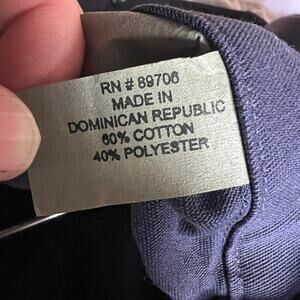 RN # 89706
MADE IN
DOMINICAN REPUBLIC
60% COTTON
40% POLYESTER